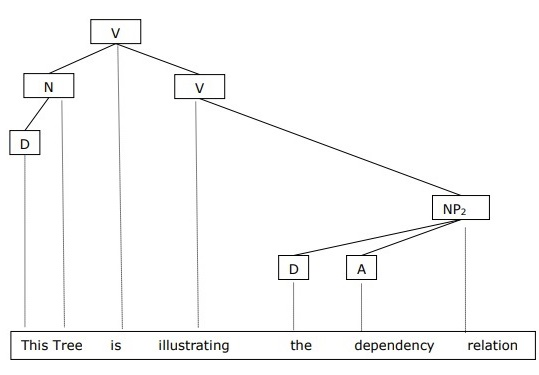 V
N V
D
NP₂
D A
This Tree is illustrating the dependency relation